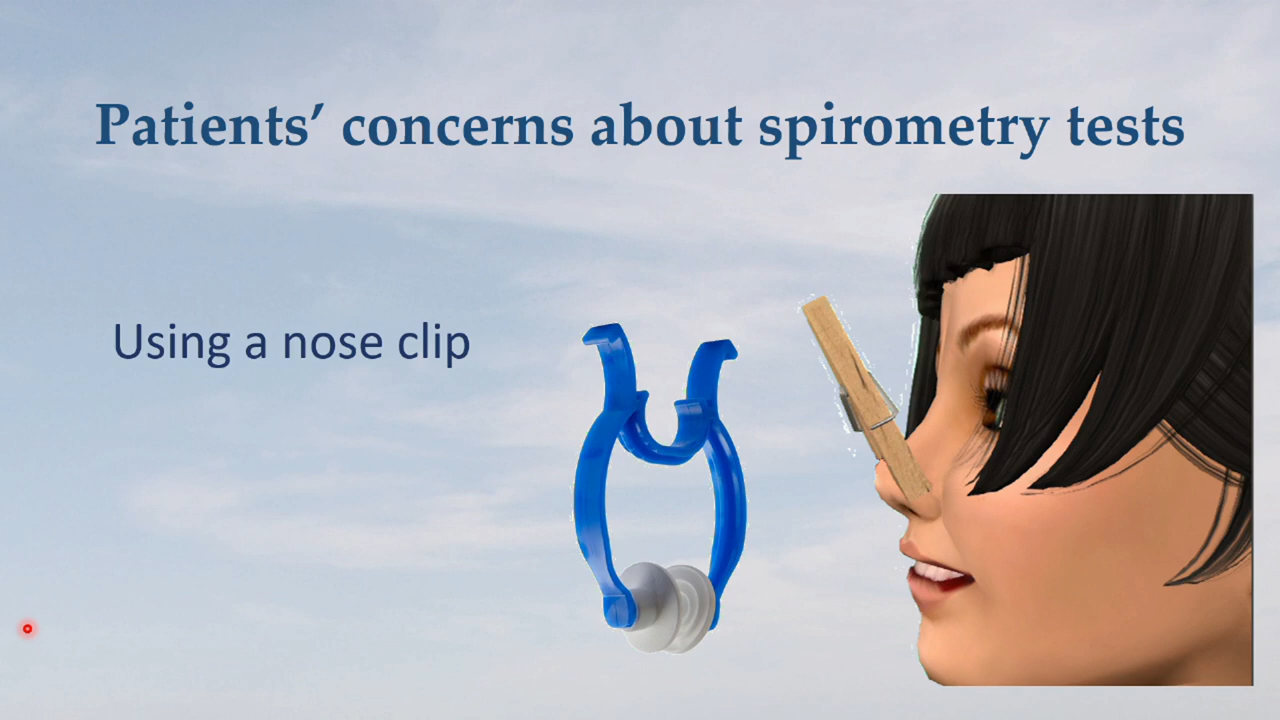 Patients’ concerns about spirometry tests
Using a nose clip